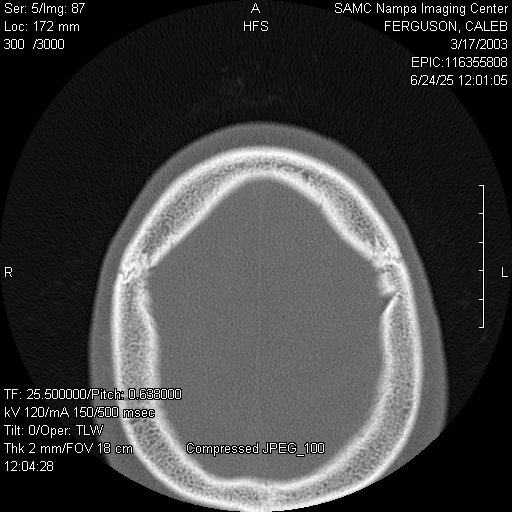 Ser: 5/Img: 87
Loc: 172 mm
300 /3000
A
HFS
SAMC Nampa Imaging Center
FERGUSON, CALEB
3/17/2003
EPIC:116355808
6/24/25 12:01:05
R
L
TF: 25.500000/Pitch: 0.638000
kV 120/mA 150/500 msec
Tilt: 0/Oper: TLW
Thk 2 mm/FOV 18 cm
12:04:28
Compressed JPEG_100